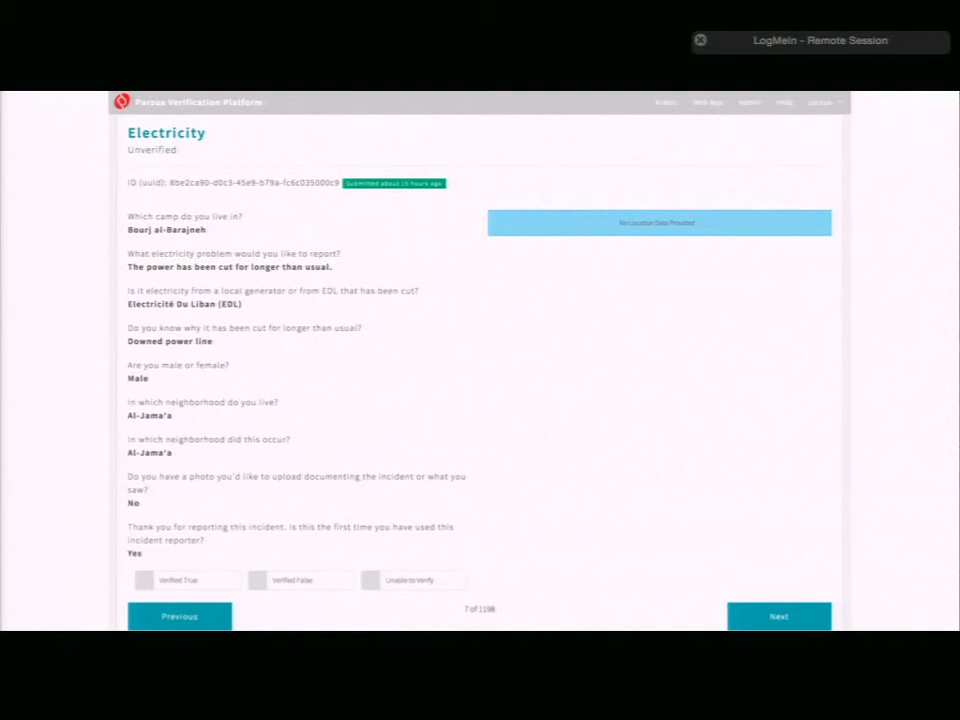 LogMeIn - Remote Session
Pursue Verification Platform
Arabic Web App Admin Help
Electricity
Unverified
ID (uuid): 6be2ca90-d0c3-45e9-b79a-fc6c035000c9 Submitted about 15 hours ago
Which camp do you live in?
Bourj al-Barajneh
No Location Data Provided
What electricity problem would you like to report?
The power has been cut for longer than usual.
Is it electricity from a local generator or from EDL that has been cut?
Electricité Du Liban (EDL)
Do you know why it has been cut for longer than usual?
Downed power line
Are you male or female?
Male
In which neighborhood do you live?
Al-Jama'a
In which neighborhood did this occur?
Al-Jama'a
Do you have a photo you'd like to upload documenting the incident or what you
saw?
No
Thank you for reporting this incident. Is this the first time you have used this
incident reporter?
Yes
Verified True Verified False Unable to Verify
Previous 7 of 1198 Next